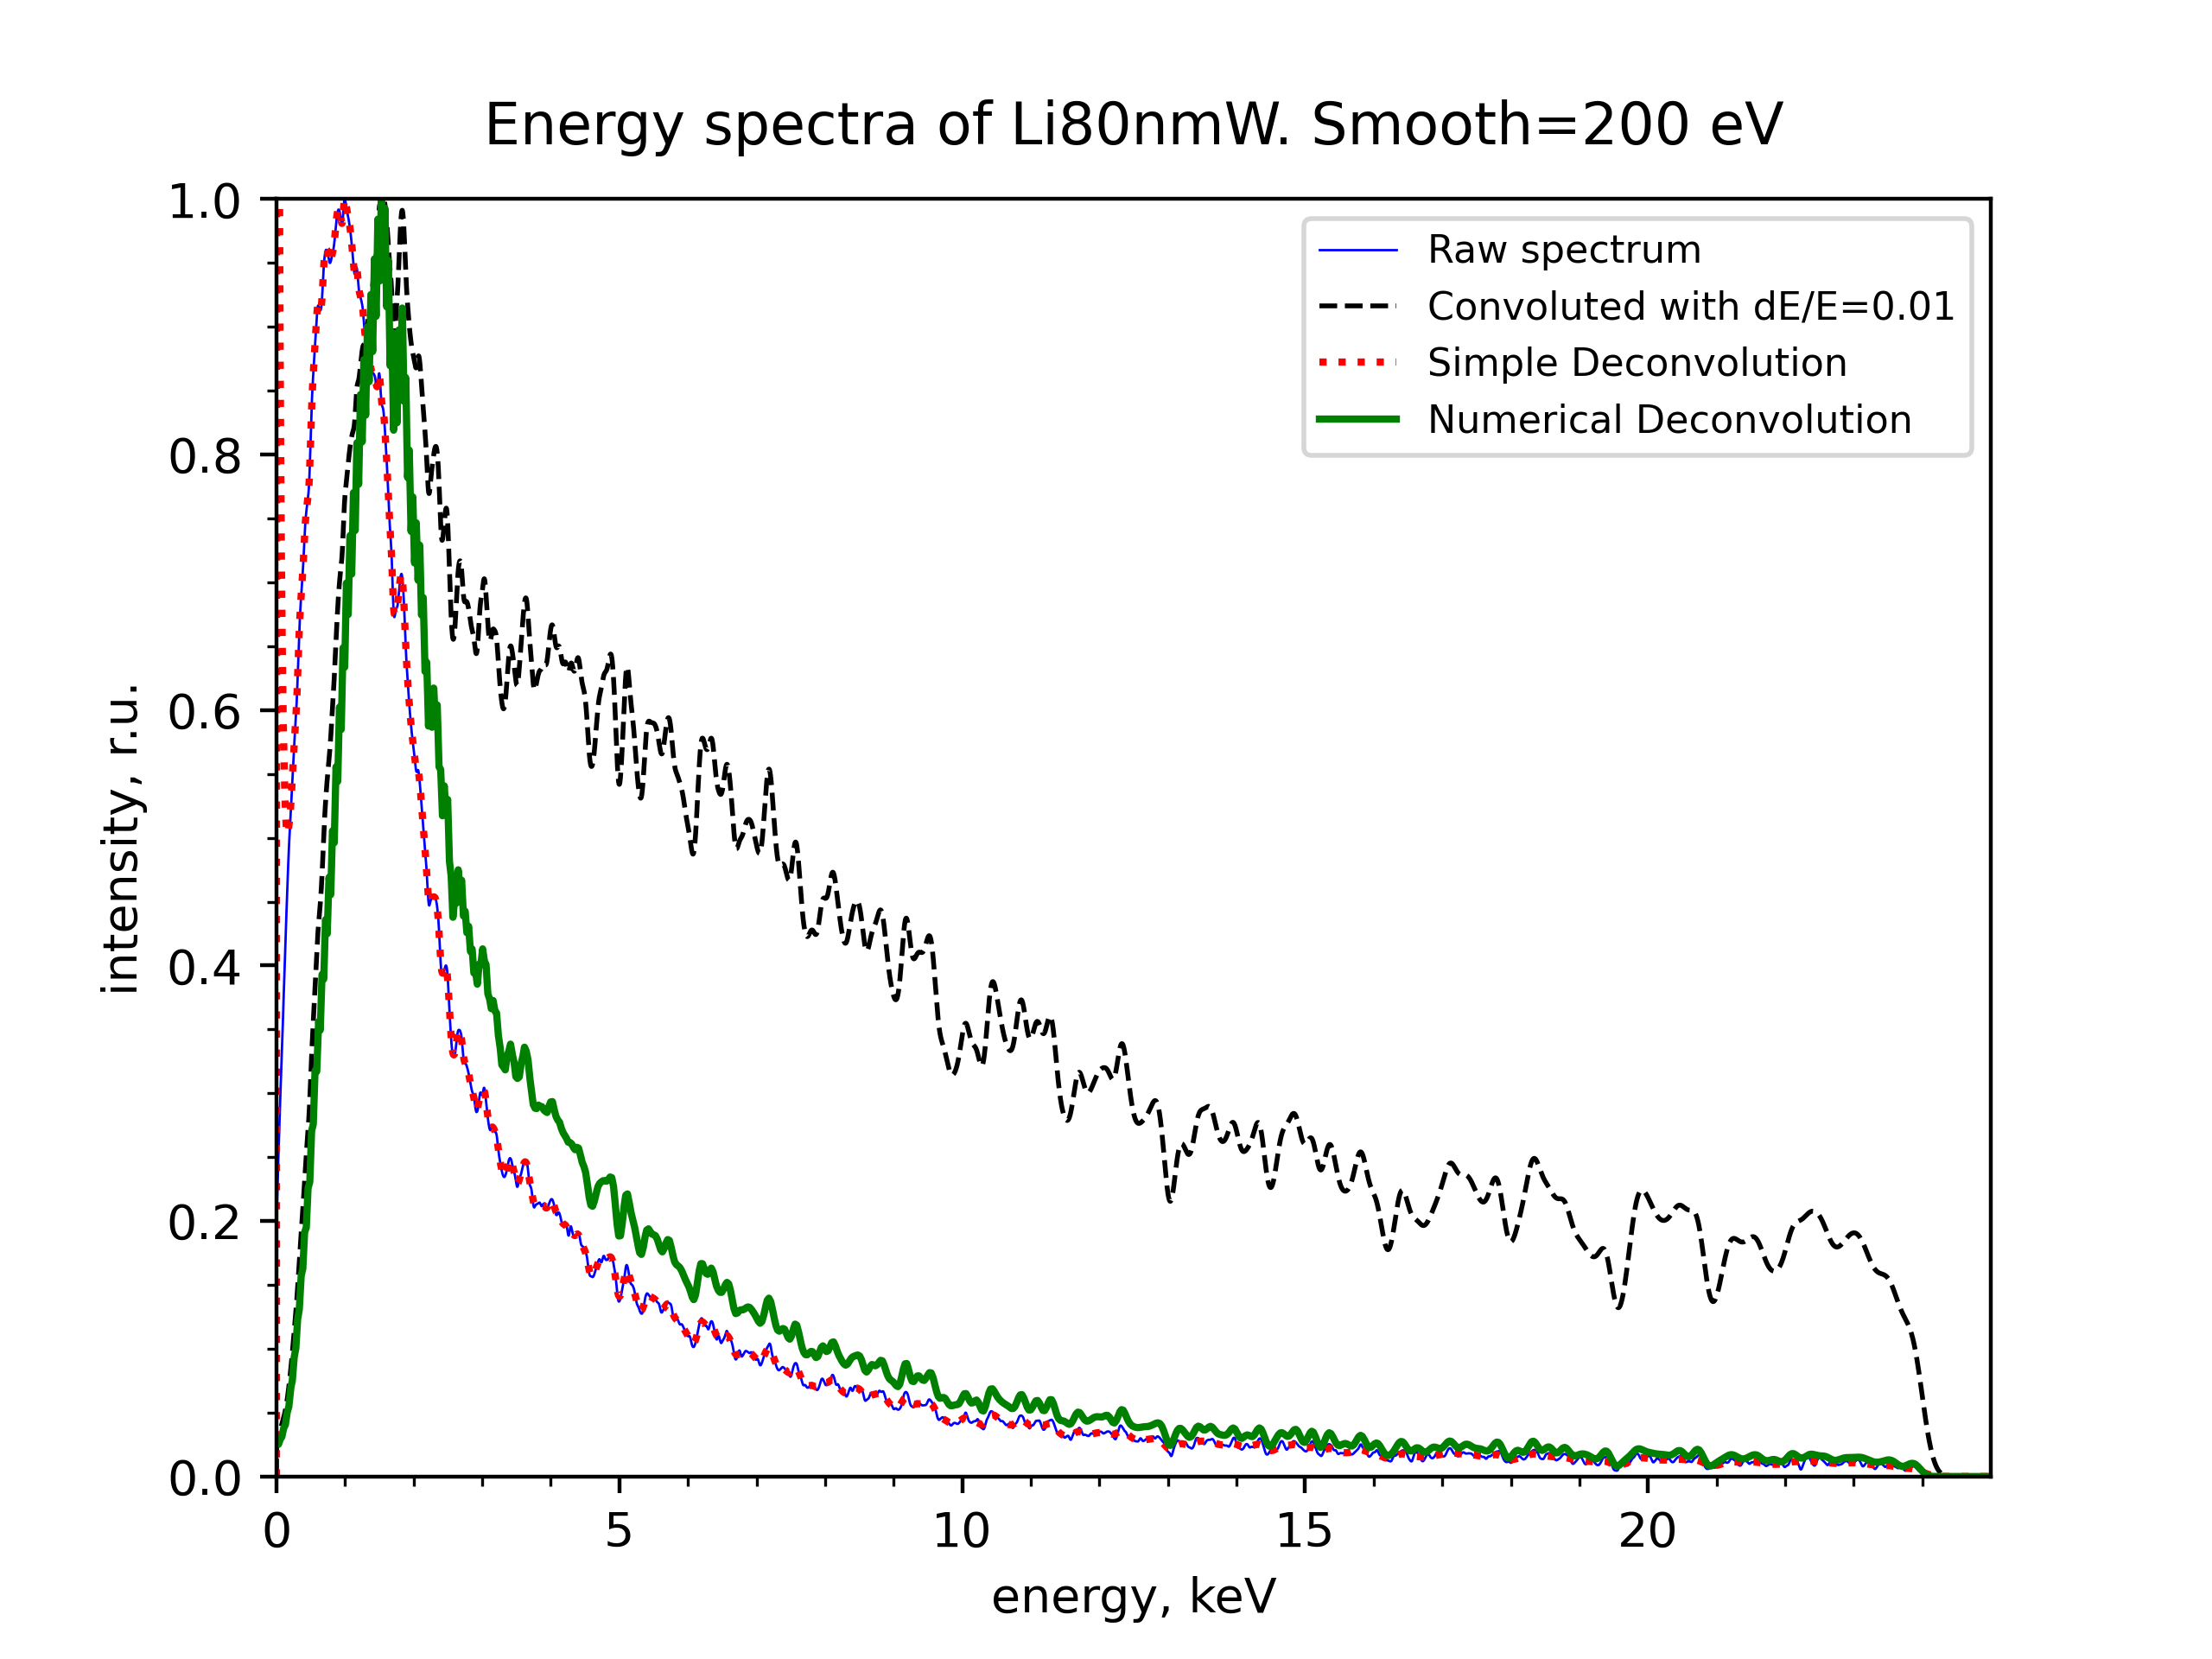 Energy spectra of Li80nmW. Smooth=200 eV
1.0
0.8
0.6
0.4
0.2
0.0
intensity, r.u.
Raw spectrum
Convoluted with dE/E=0.01
Simple Deconvolution
Numerical Deconvolution
0 5 10 15 20
energy, keV